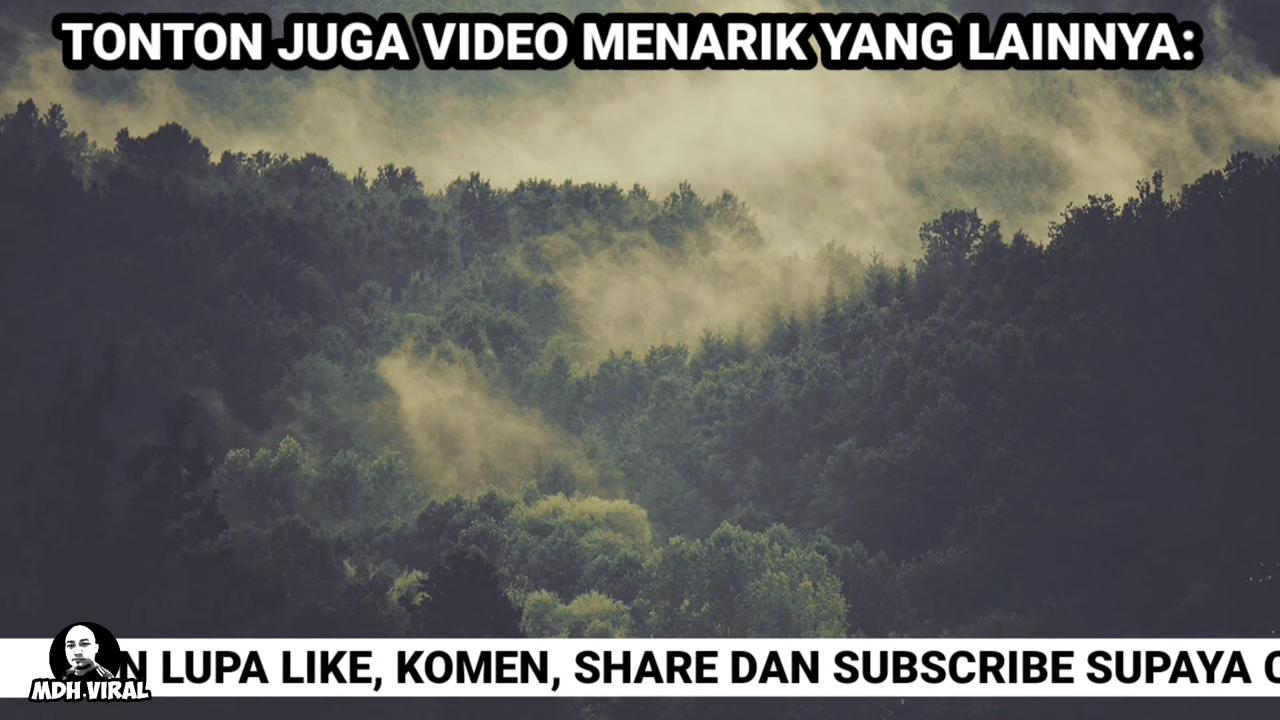 TONTON JUGA VIDEO MENARIK YANG LAINNYA:
N LUPA LIKE, KOMEN, SHARE DAN SUBSCRIBE SUPAYA
MDH VIRAL